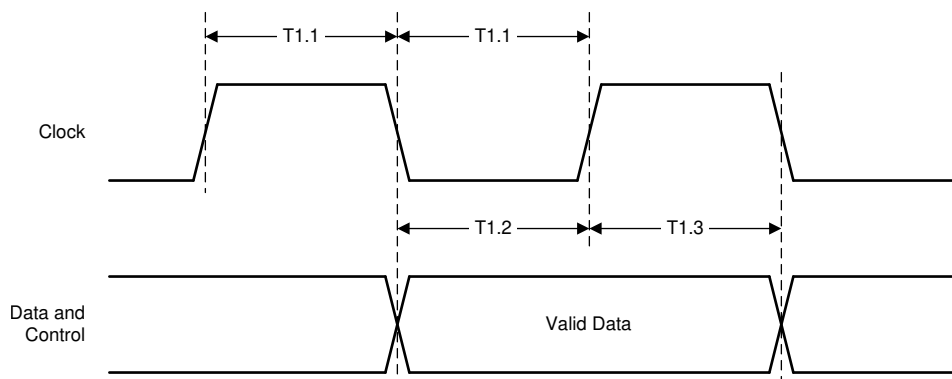 T1.1
T1.1
Clock
T1.2
T1.3
Data and
Control
Valid Data